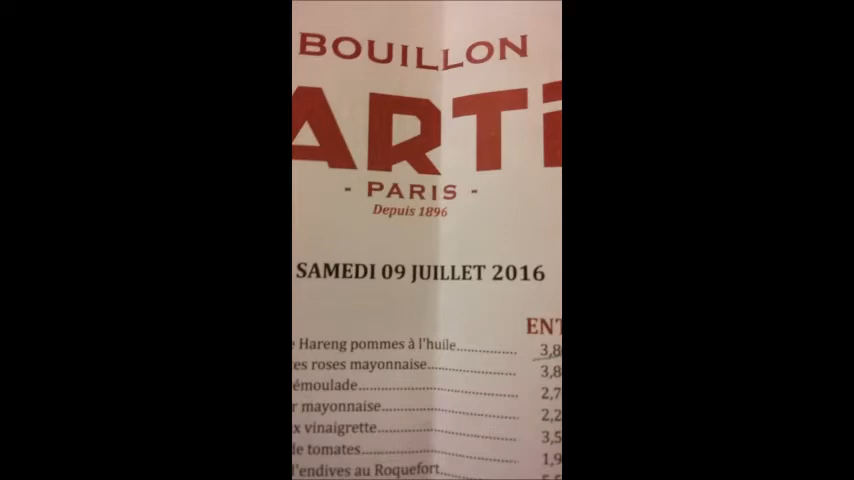 BOUILLON
ARTI
- PARIS -
Depuis 1896
SAMEDI 09 JUILLET 2016
ENT
Hareng pommes à l'huile 3,8
es roses mayonnaise 3,8
émoulade 2,7
r mayonnaise 2,2
x vinaigrette 3,5
de tomates 1,9
l'endives au Roquefort